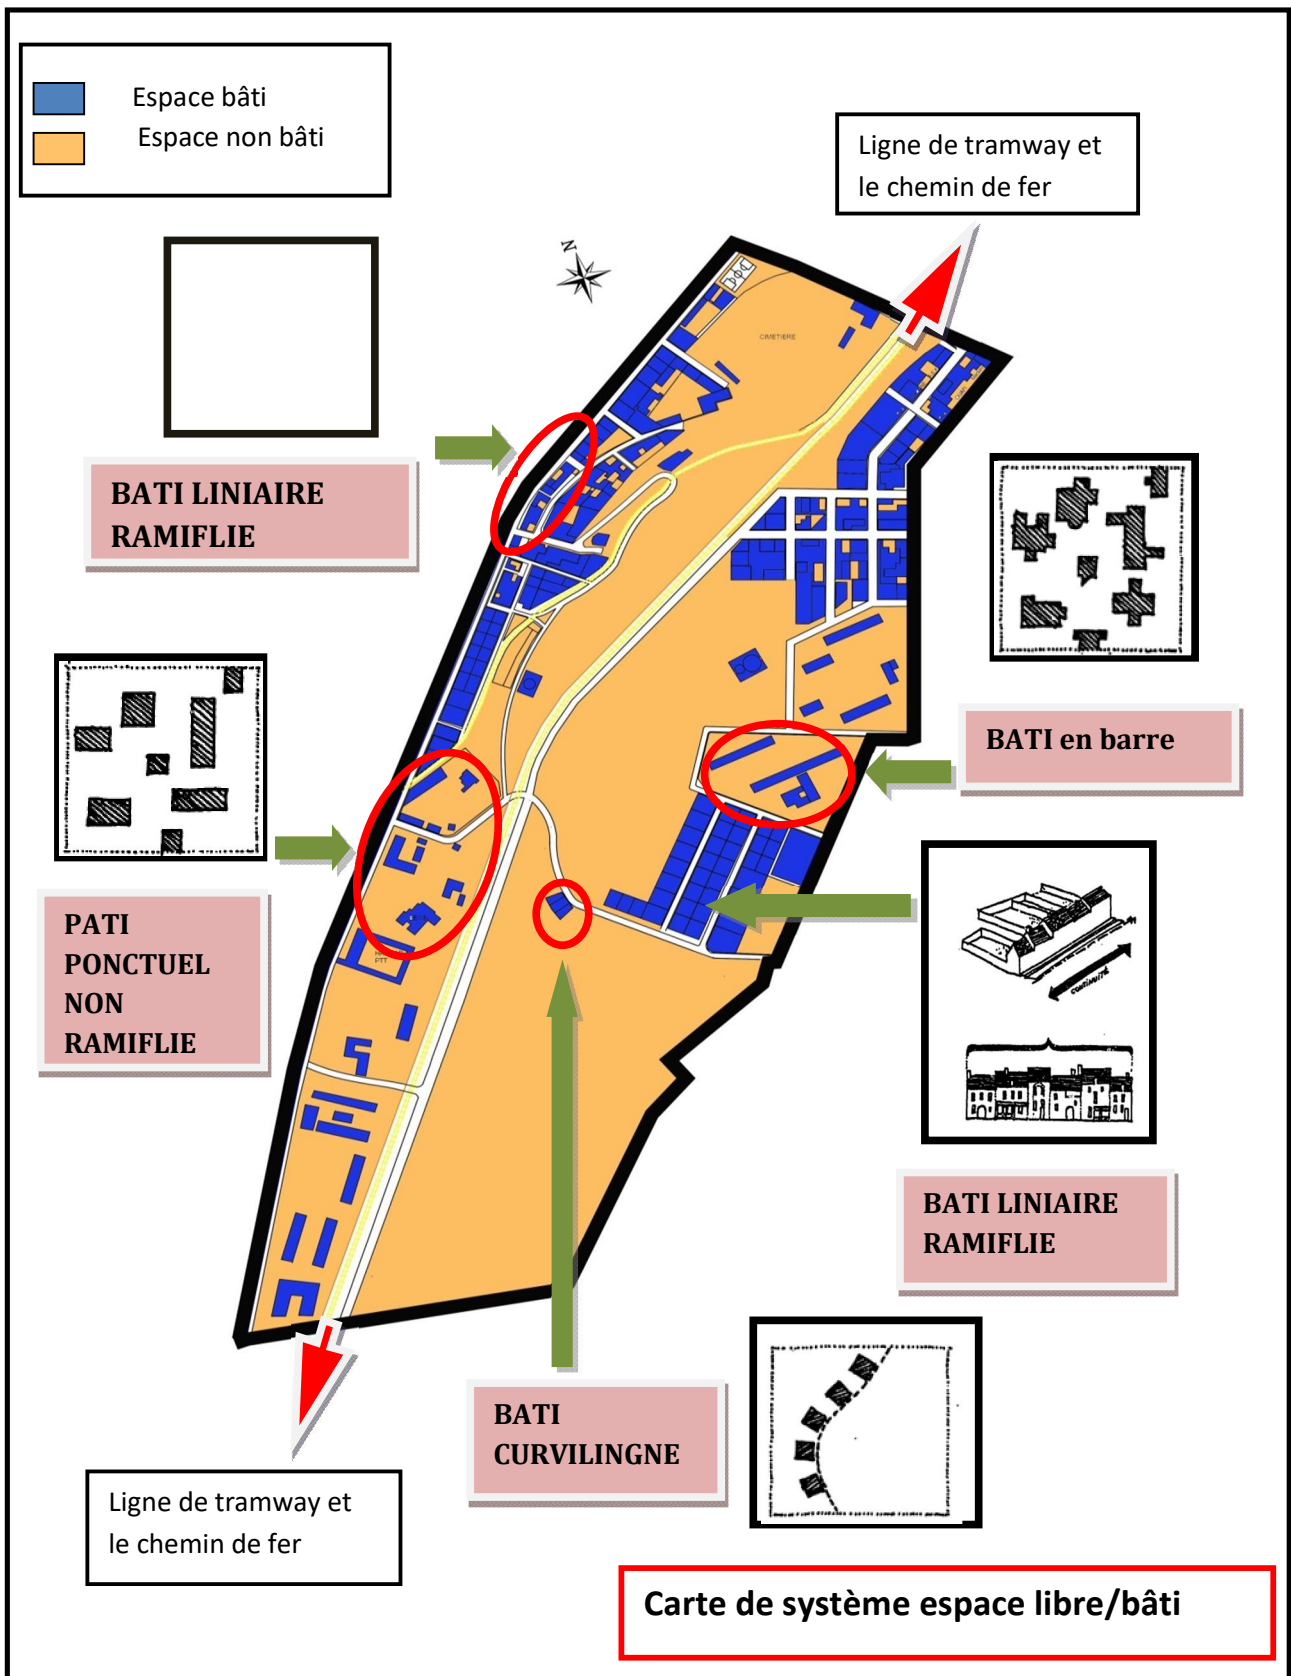 Espace bâti
Espace non bâti
Ligne de tramway et
le chemin de fer
N
CIMETIERE
BATI LINIAIRE
RAMIFLIE
BATI en barre
PATI
PONCTUEL
NON
RAMIFLIE
PTT
CONTINUITÉ
BATI LINIAIRE
RAMIFLIE
BATI
CURVILINGNE
Ligne de tramway et
le chemin de fer
Carte de système espace libre/bâti